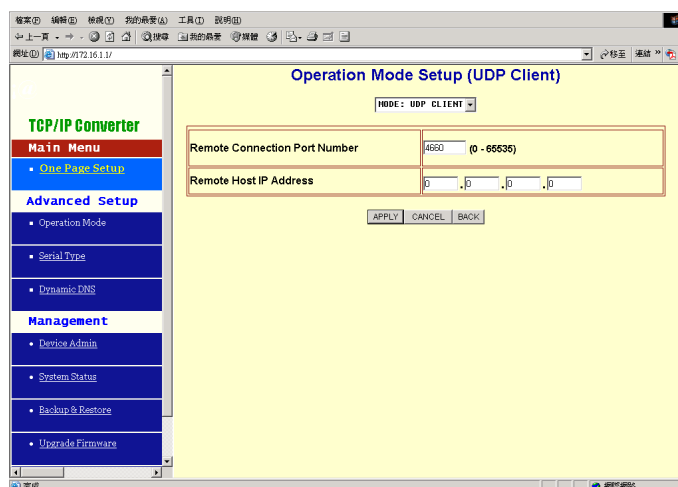 檔案(F) 編輯(E) 檢視(V) 我的最愛(A) 工具(T) 說明(H)
上一頁 搜尋 我的最愛 媒體
網址(D) http://172.16.1.1/ 移至 連結 »
TCP/IP Converter
Main Menu
One Page Setup
Advanced Setup
Operation Mode
Serial Type
Dynamic DNS
Management
Device Admin
System Status
Backup & Restore
Upgrade Firmware
Operation Mode Setup (UDP Client)
MODE: UDP CLIENT
Remote Connection Port Number 4660 (0 - 65535)
Remote Host IP Address 0 . 0 . 0 . 0
APPLY CANCEL BACK
完成 網際網路